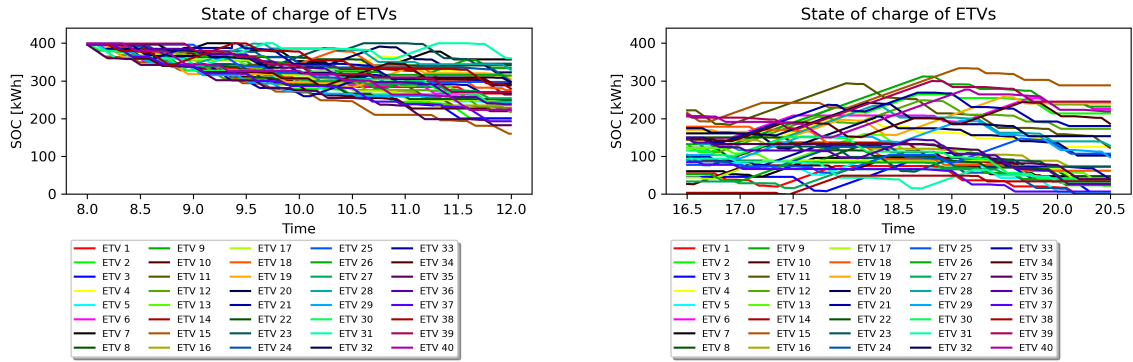 State of charge of ETVs
SOC [kWh]
400
300
200
100
0
8.0 8.5 9.0 9.5 10.0 10.5 11.0 11.5 12.0
Time
ETV 1 ETV 9 ETV 17 ETV 25 ETV 33
ETV 2 ETV 10 ETV 18 ETV 26 ETV 34
ETV 3 ETV 11 ETV 19 ETV 27 ETV 35
ETV 4 ETV 12 ETV 20 ETV 28 ETV 36
ETV 5 ETV 13 ETV 21 ETV 29 ETV 37
ETV 6 ETV 14 ETV 22 ETV 30 ETV 38
ETV 7 ETV 15 ETV 23 ETV 31 ETV 39
ETV 8 ETV 16 ETV 24 ETV 32 ETV 40
State of charge of ETVs
SOC [kWh]
400
300
200
100
0
16.5 17.0 17.5 18.0 18.5 19.0 19.5 20.0 20.5
Time
ETV 1 ETV 9 ETV 17 ETV 25 ETV 33
ETV 2 ETV 10 ETV 18 ETV 26 ETV 34
ETV 3 ETV 11 ETV 19 ETV 27 ETV 35
ETV 4 ETV 12 ETV 20 ETV 28 ETV 36
ETV 5 ETV 13 ETV 21 ETV 29 ETV 37
ETV 6 ETV 14 ETV 22 ETV 30 ETV 38
ETV 7 ETV 15 ETV 23 ETV 31 ETV 39
ETV 8 ETV 16 ETV 24 ETV 32 ETV 40